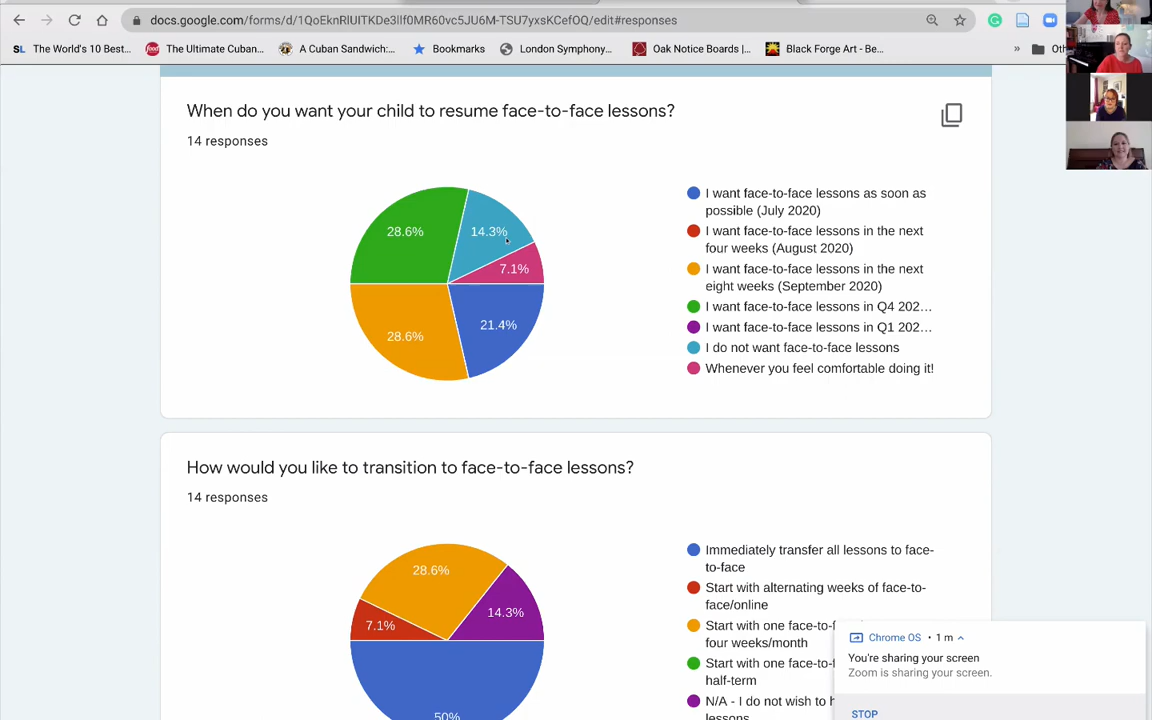 docs.google.com/forms/d/1QoEknRIUITKDe3llf0MR60vc5JU6M-TSU7yxsKCefOQ/edit#responses
SL The World's 10 Best... The Ultimate Cuban... A Cuban Sandwich:... Bookmarks London Symphony... Oak Notice Boards |... Black Forge Art - Be... » Oth
When do you want your child to resume face-to-face lessons?
14 responses
28.6%
14.3%
7.1%
28.6%
21.4%
I want face-to-face lessons as soon as
possible (July 2020)
I want face-to-face lessons in the next
four weeks (August 2020)
I want face-to-face lessons in the next
eight weeks (September 2020)
I want face-to-face lessons in Q4 202...
I want face-to-face lessons in Q1 202...
I do not want face-to-face lessons
Whenever you feel comfortable doing it!
How would you like to transition to face-to-face lessons?
14 responses
28.6%
14.3%
7.1%
50%
Immediately transfer all lessons to face-
to-face
Start with alternating weeks of face-to-
face/online
Start with one face-to-f
four weeks/month
Start with one face-to-f
half-term
N/A - I do not wish to h
lessons
Chrome OS • 1 m
You're sharing your screen
Zoom is sharing your screen.
STOP